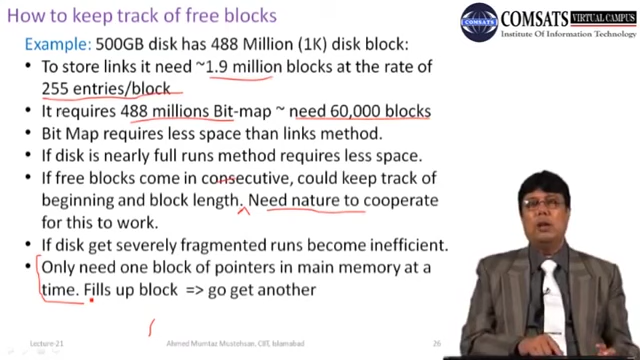 How to keep track of free blocks
COMSATS VIRTUAL CAMPUS
Institute Of Information Technology
Example: 500GB disk has 488 Million (1K) disk block:
• To store links it need ~1.9 million blocks at the rate of
255 entries/block
• It requires 488 millions Bit-map ~ need 60,000 blocks
• Bit Map requires less space than links method.
• If disk is nearly full runs method requires less space.
• If free blocks come in consecutive, could keep track of
beginning and block length. Need nature to cooperate
for this to work.
• If disk get severely fragmented runs become inefficient.
• Only need one block of pointers in main memory at a
time. Fills up block => go get another
Lecture-21
Ahmed Mumtaz Mustehsan, CIIT, Islamabad
26